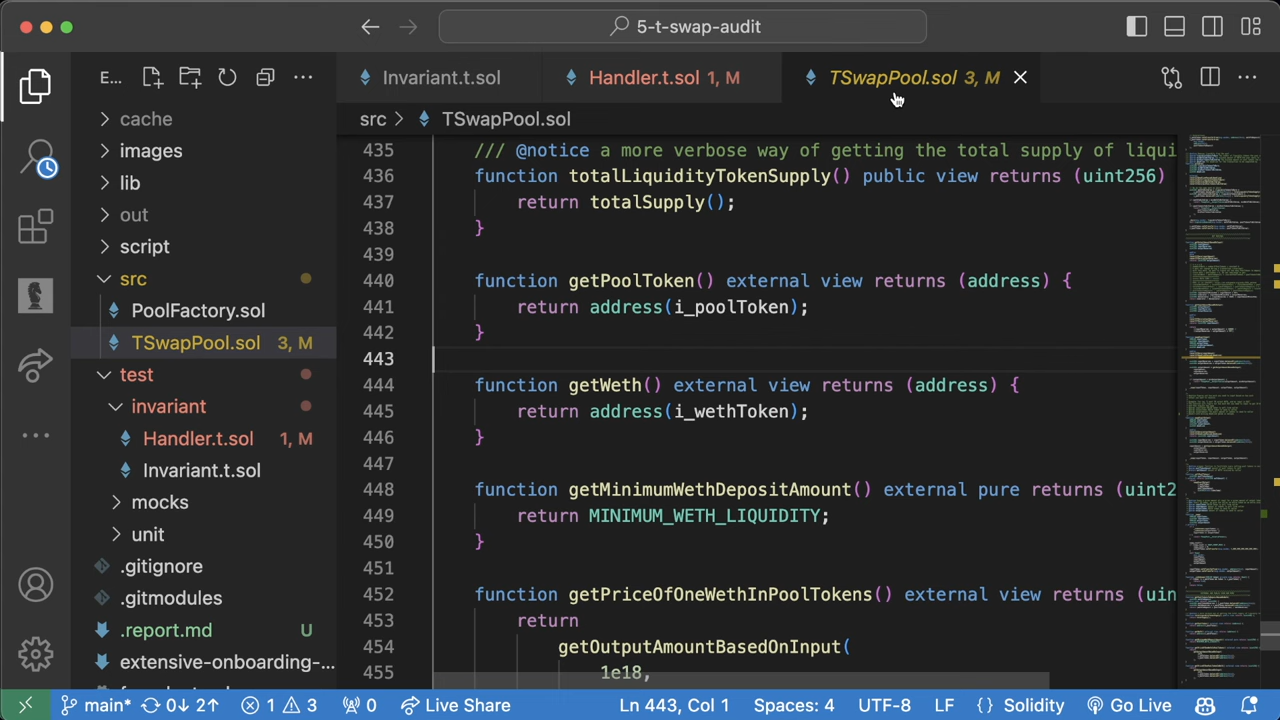 5-t-swap-audit
E...
Invariant.t.sol
Handler.t.sol 1, M
TSwapPool.sol 3, M
src > TSwapPool.sol
cache
images
lib
out
script
src
PoolFactory.sol
TSwapPool.sol 3, M
test
invariant
Handler.t.sol 1, M
Invariant.t.sol
mocks
unit
.gitignore
.gitmodules
.report.md U
extensive-onboarding-...
435 /// @notice a more verbose way of getting the total supply of liqui
436 function totalLiquidityTokenSupply() public view returns (uint256)
437 return totalSupply();
438 }
439
440 function getPoolToken() external view returns (address) {
441 return address(i_poolToken);
442 }
443
444 function getWeth() external view returns (address) {
445 return address(i_wethToken);
446 }
447
448 function getMinimumWethDepositAmount() external pure returns (uint2
449 return MINIMUM_WETH_LIQUIDITY;
450 }
451
452 function getPriceOfOneWethInPoolTokens() external view returns (uin
453 return
454 getOutputAmountBasedOnInput(
455 1e18,
main* 0↓ 2↑ 1 3 0 Live Share Ln 443, Col 1 Spaces: 4 UTF-8 LF {} Solidity Go Live